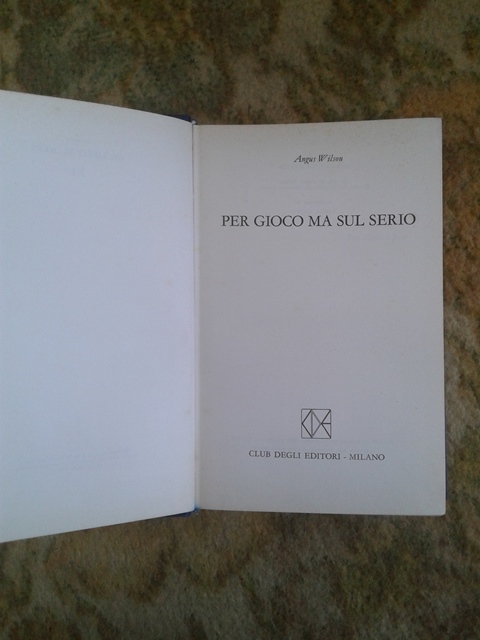 Angus Wilson
PER GIOCO MA SUL SERIO
CLUB DEGLI EDITORI - MILANO